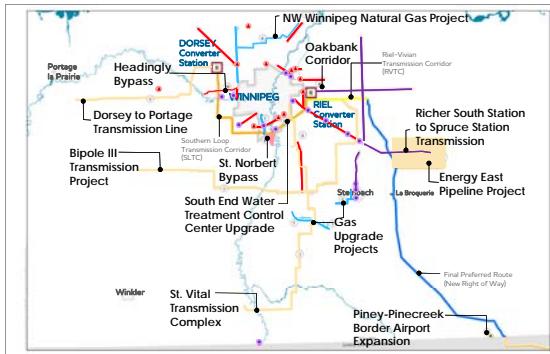 NW Winnipeg Natural Gas Project
DORSEY
Converter
Station
Oakbank
Corridor
Portage
la Prairie
Headingly
Bypass
Riel-Vivian
Transmission Corridor
(RVTC)
WINNIPEG
RIEL
Converter
Station
Dorsey to Portage
Transmission Line
Richer South Station
to Spruce Station
Transmission
Southern Loop
Transmission Corridor
(SLTC)
Bipole III
Transmission
Project
St. Norbert
Bypass
Energy East
Pipeline Project
South End Water
Treatment Control
Center Upgrade
Steinbach
La Broquerie
Gas
Upgrade
Projects
Final Preferred Route
(New Right of Way)
Winkler
St. Vital
Transmission
Complex
Piney-Pinecreek
Border Airport
Expansion